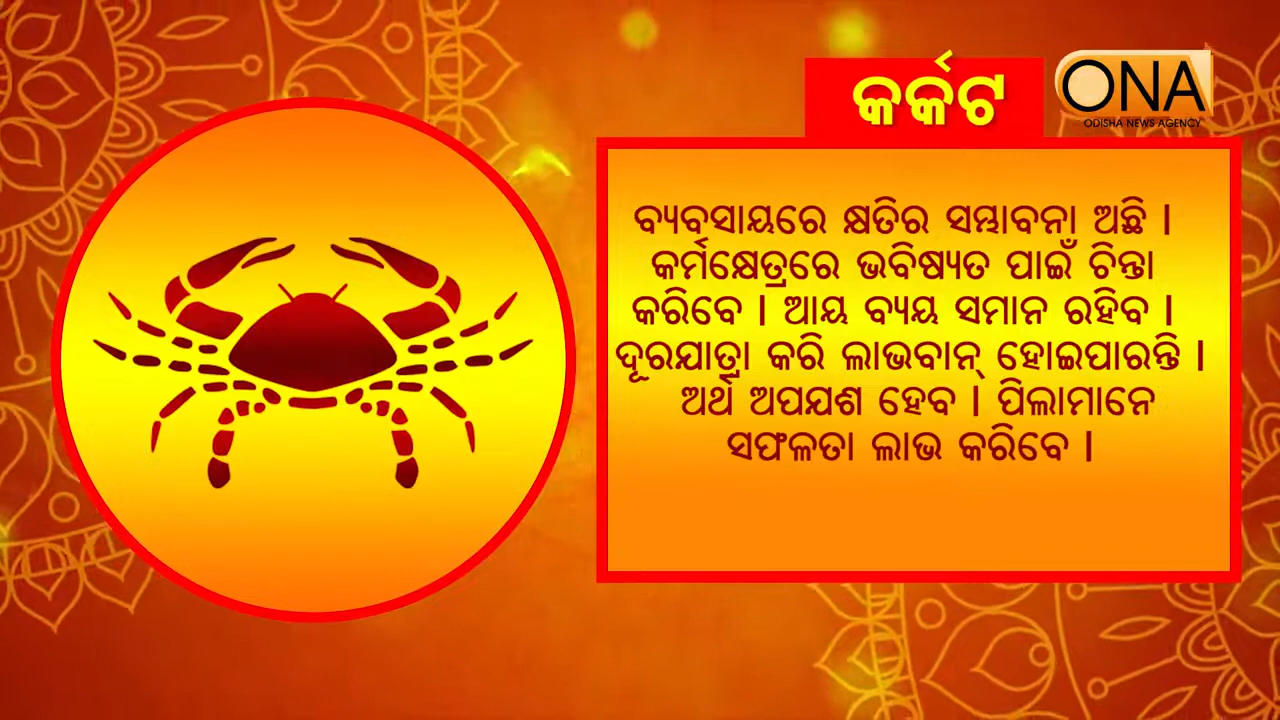 କର୍କଟ
ONA
ODISHA NEWS AGENCY
ବ୍ୟବସାୟରେ କ୍ଷତିର ସମ୍ଭାବନା ଅଛି |
କର୍ମକ୍ଷେତ୍ରରେ ଭବିଷ୍ୟତ ପାଇଁ ଚିନ୍ତା
କରିବେ | ଆୟ ବ୍ୟୟ ସମାନ ରହିବ |
ଦୂରଯାତ୍ରା କରି ଲାଭବାନ୍ ହୋଇପାରନ୍ତି |
ଅର୍ଥ ଅପଯଶ ହେବ | ପିଲାମାନେ
ସଫଳତା ଲାଭ କରିବେ |